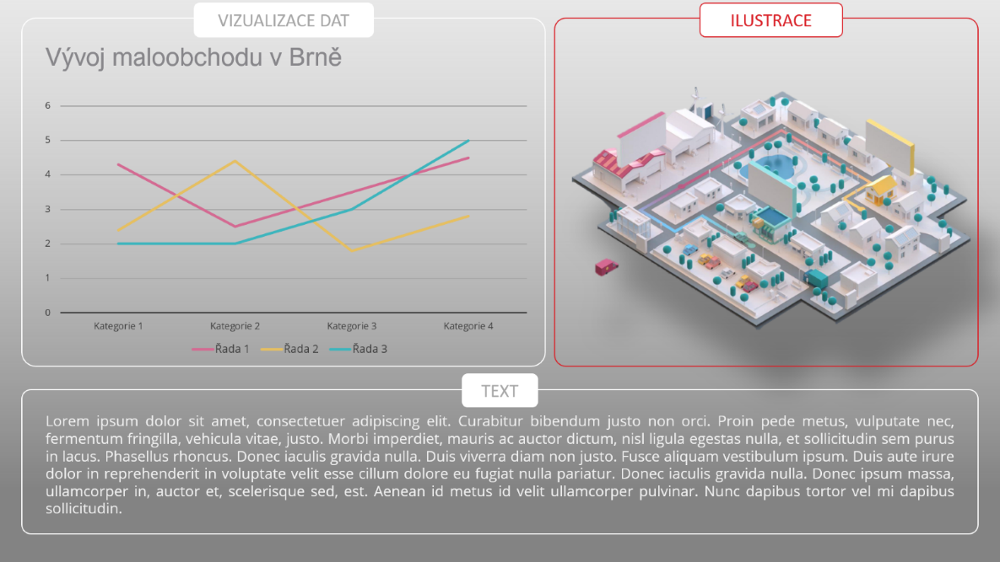 VIZUALIZACE DAT
Vývoj maloobchodu v Brně
6
5
4
3
2
1
0
Kategorie 1 Kategorie 2 Kategorie 3 Kategorie 4
Řada 1 Řada 2 Řada 3
ILUSTRACE
TEXT
Lorem ipsum dolor sit amet, consectetuer adipiscing elit. Curabitur bibendum justo non orci. Proin pede metus, vulputate nec,
fermentum fringilla, vehicula vitae, justo. Morbi imperdiet, mauris ac auctor dictum, nisl ligula egestas nulla, et sollicitudin sem purus
in lacus. Phasellus rhoncus. Donec iaculis gravida nulla. Duis viverra diam non justo. Fusce aliquam vestibulum ipsum. Duis aute irure
dolor in reprehenderit in voluptate velit esse cillum dolore eu fugiat nulla pariatur. Donec iaculis gravida nulla. Donec ipsum massa,
ullamcorper in, auctor et, scelerisque sed, est. Aenean id metus id velit ullamcorper pulvinar. Nunc dapibus tortor vel mi dapibus
sollicitudin.